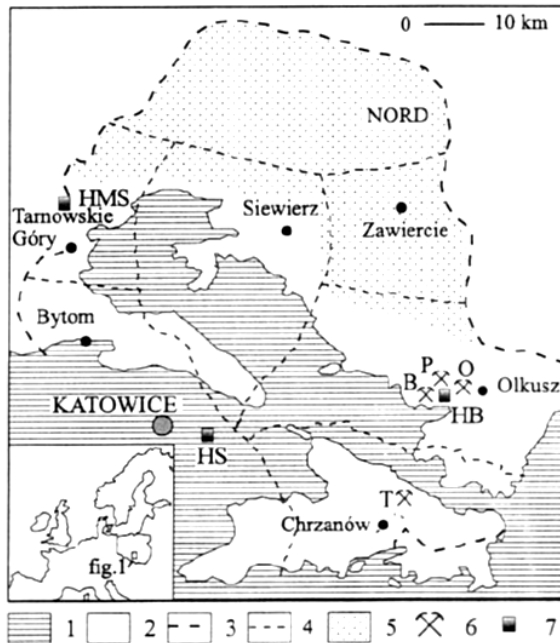 0 10 km
NORD
HMS
Tarnowskie
Góry
Siewierz
Zawiercie
Bytom
P
O
B
Olkusz
HB
KATOWICE
HS
T
Chrzanów
fig.1
1 2 3 4 5 6 7